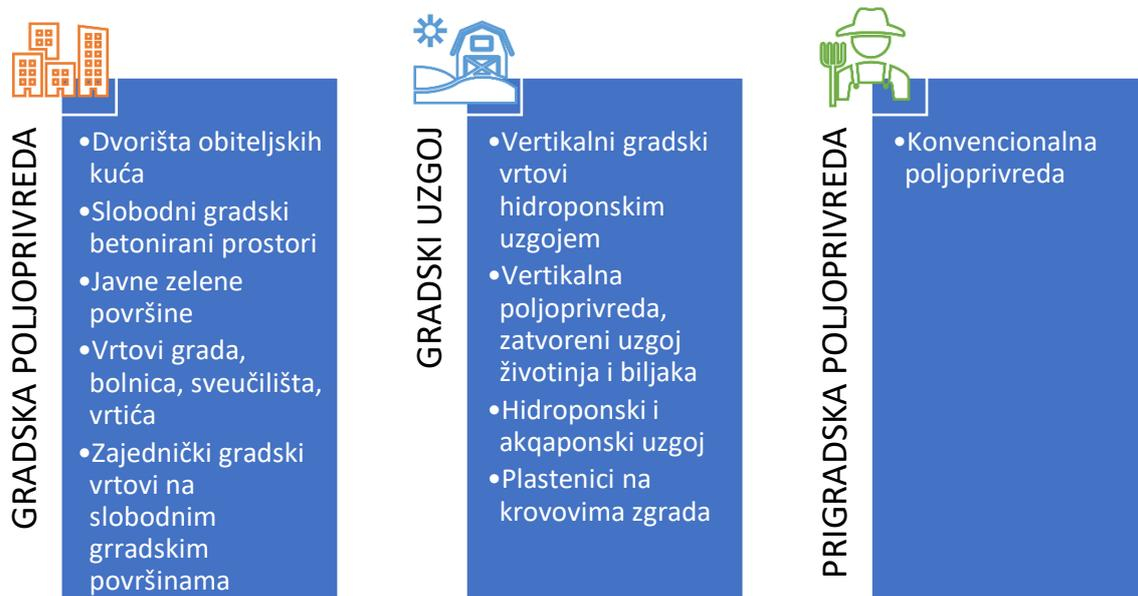 GRADSKA POLJOPRIVREDA
•Dvorišta obiteljskih
kuća
•Slobodni gradski
betonirani prostori
•Javne zelene
površine
•Vrtovi grada,
bolnica, sveučilišta,
vrtića
•Zajednički gradski
vrtovi na
slobodnim
grradskim
površinama
GRADSKI UZGOJ
•Vertikalni gradski
vrtovi
hidroponskim
uzgojem
•Vertikalna
poljoprivreda,
zatvoreni uzgoj
životinja i biljaka
•Hidroponski i
akqaponski uzgoj
•Plastenici na
krovovima zgrada
PRIGRADSKA POLJOPRIVREDA
•Konvencionalna
poljoprivreda